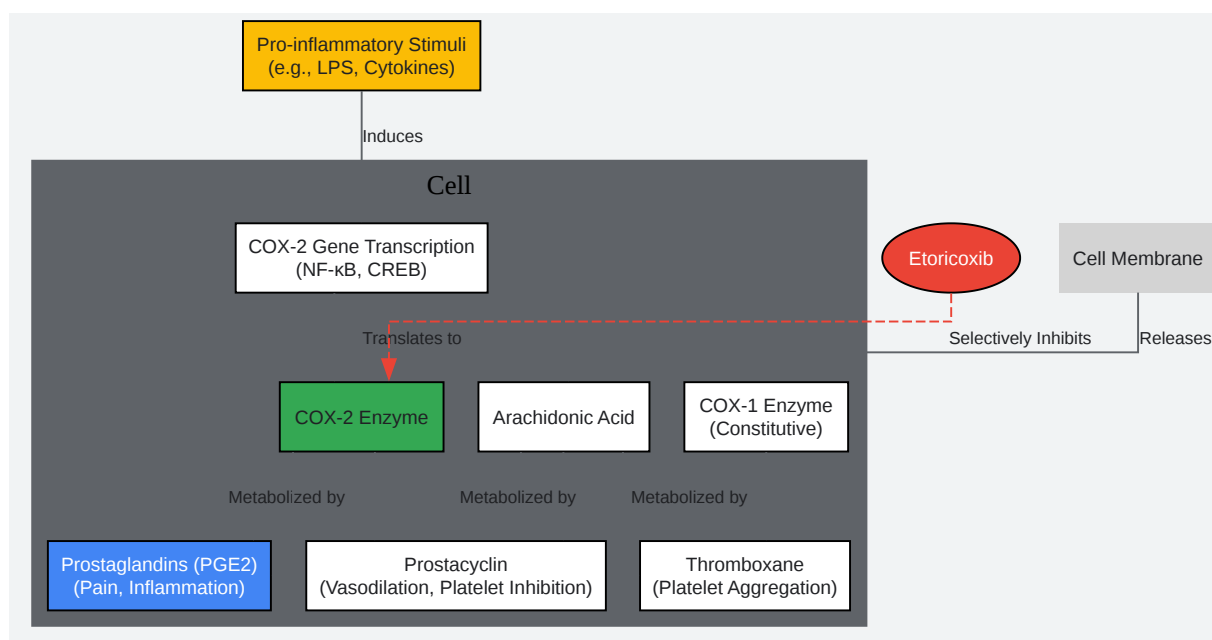 Pro-inflammatory Stimuli
(e.g., LPS, Cytokines)
Induces
Cell
COX-2 Gene Transcription
(NF-κB, CREB)
Etoricoxib
Cell Membrane
Translates to
Selectively Inhibits
Releases
COX-2 Enzyme
Arachidonic Acid
COX-1 Enzyme
(Constitutive)
Metabolized by
Metabolized by
Metabolized by
Prostaglandins (PGE2)
(Pain, Inflammation)
Prostacyclin
(Vasodilation, Platelet Inhibition)
Thromboxane
(Platelet Aggregation)